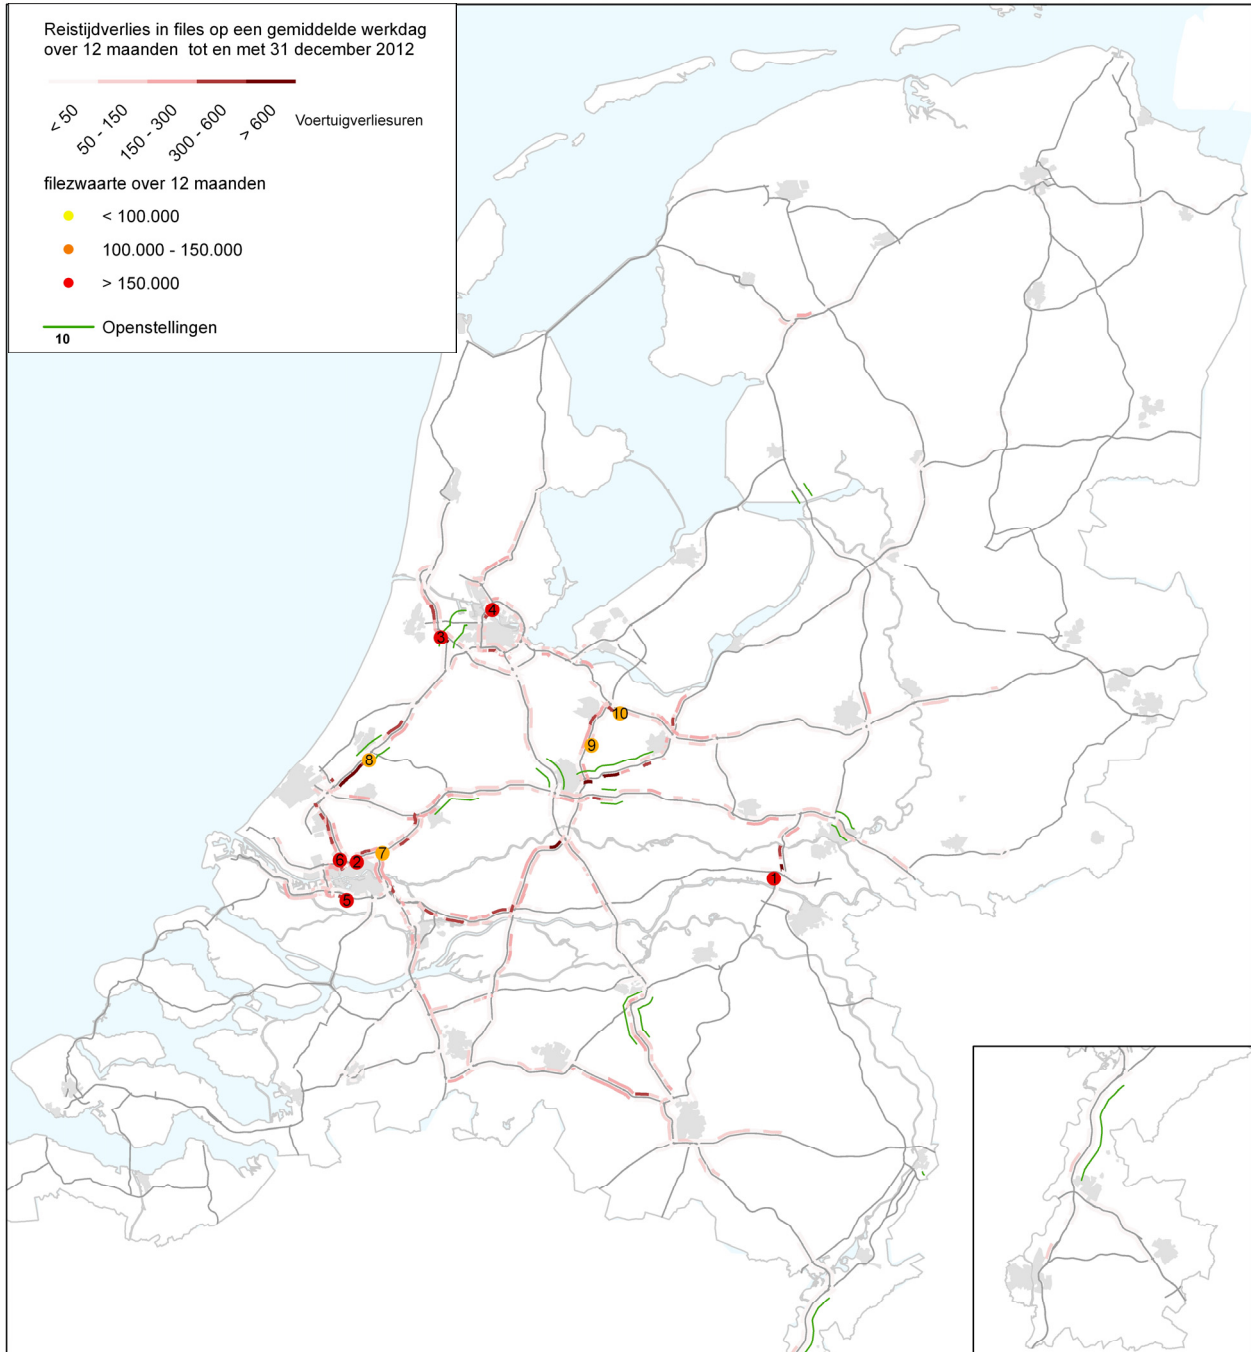 Reistijdverlies in files op een gemiddelde werkdag
over 12 maanden tot en met 31 december 2012
< 50
50 - 150
150 - 300
300 - 600
> 600
Voertuigverliesuren
filezwaarte over 12 maanden
< 100.000
100.000 - 150.000
> 150.000
Openstellingen
10
4
3
10
9
8
7
6
2
1
5